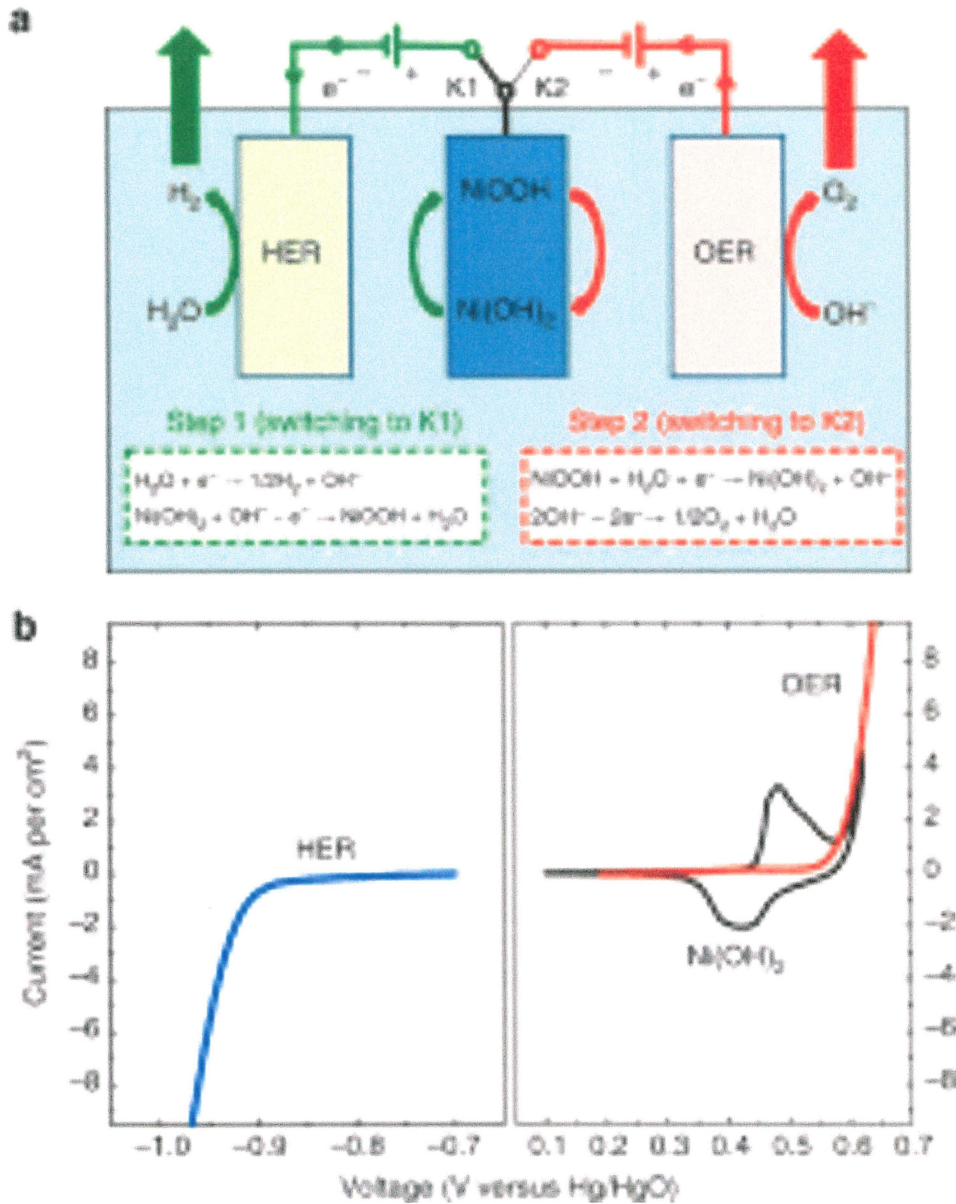 a
e⁻ − + K1 K2 − + e⁻
H₂ NiOOH O₂
HER OER
H₂O Ni(OH)₂ OH⁻
Step 1 (switching to K1) Step 2 (switching to K2)
H₂O + e⁻ → 1/2H₂ + OH⁻
Ni(OH)₂ + OH⁻ - e⁻ → NiOOH + H₂O
NiOOH + H₂O + e⁻ → Ni(OH)₂ + OH⁻
2OH⁻ − 2e⁻ → 1/2O₂ + H₂O
b
8 8
6 OER 6
4 4
2 2
0 HER 0
−2 −2
Ni(OH)₂
−4 −4
−6 −6
−8 −8
Current (mA per cm²)
−1.0 −0.9 −0.8 −0.7 0.1 0.2 0.3 0.4 0.5 0.6 0.7
Voltage (V versus Hg/HgO)